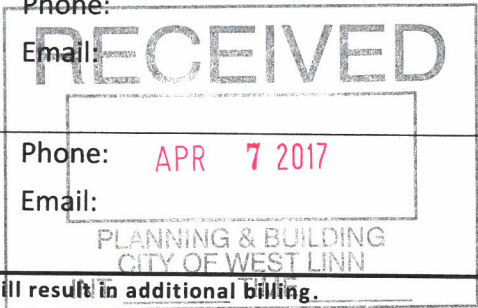 Phone:
Email:
RECEIVED
Phone:
APR 7 2017
Email:
PLANNING & BUILDING
CITY OF WEST LINN
ill result in additional billing.